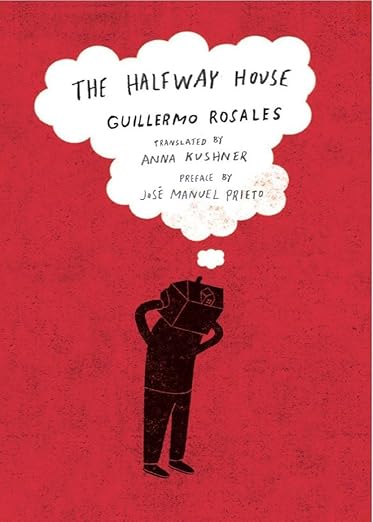 THE HALFWAY HOUSE
GUILLERMO ROSALES
TRANSLATED BY
ANNA KUSHNER
PREFACE BY
JOSÉ MANUEL PRIETO